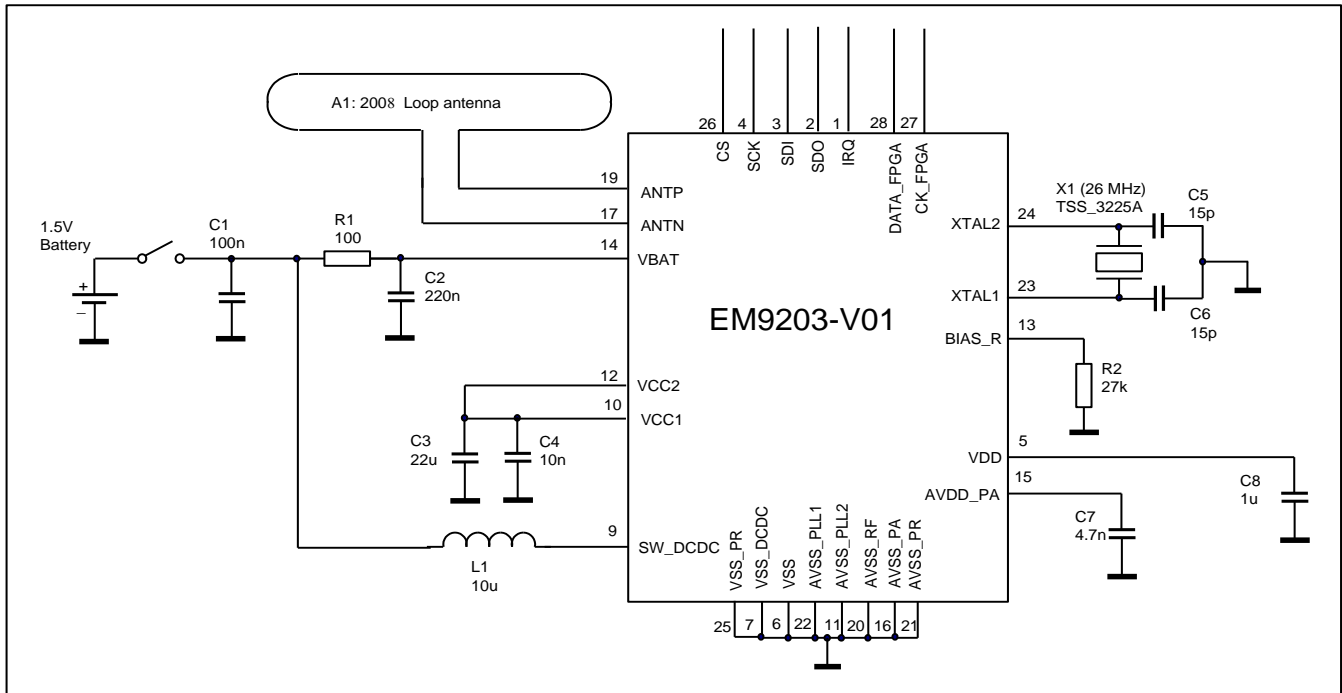 A1: 2008 Loop antenna
26
4
3
2
1
28
27
CS
SCK
SDI
SDO
IRQ
DATA_FPGA
CK_FPGA
19
ANTP
17
ANTN
14
VBAT
1.5V
Battery
+
–
C1
100n
R1
100
C2
220n
X1 (26 MHz)
TSS_3225A
C5
15p
24
XTAL2
23
XTAL1
C6
15p
13
BIAS_R
R2
27k
EM9203-V01
12
VCC2
10
VCC1
C3
22u
C4
10n
5
VDD
15
AVDD_PA
C8
1u
C7
4.7n
9
SW_DCDC
L1
10u
VSS_PR
VSS_DCDC
VSS
AVSS_PLL1
AVSS_PLL2
AVSS_RF
AVSS_PA
AVSS_PR
25
7
6
22
11
20
16
21